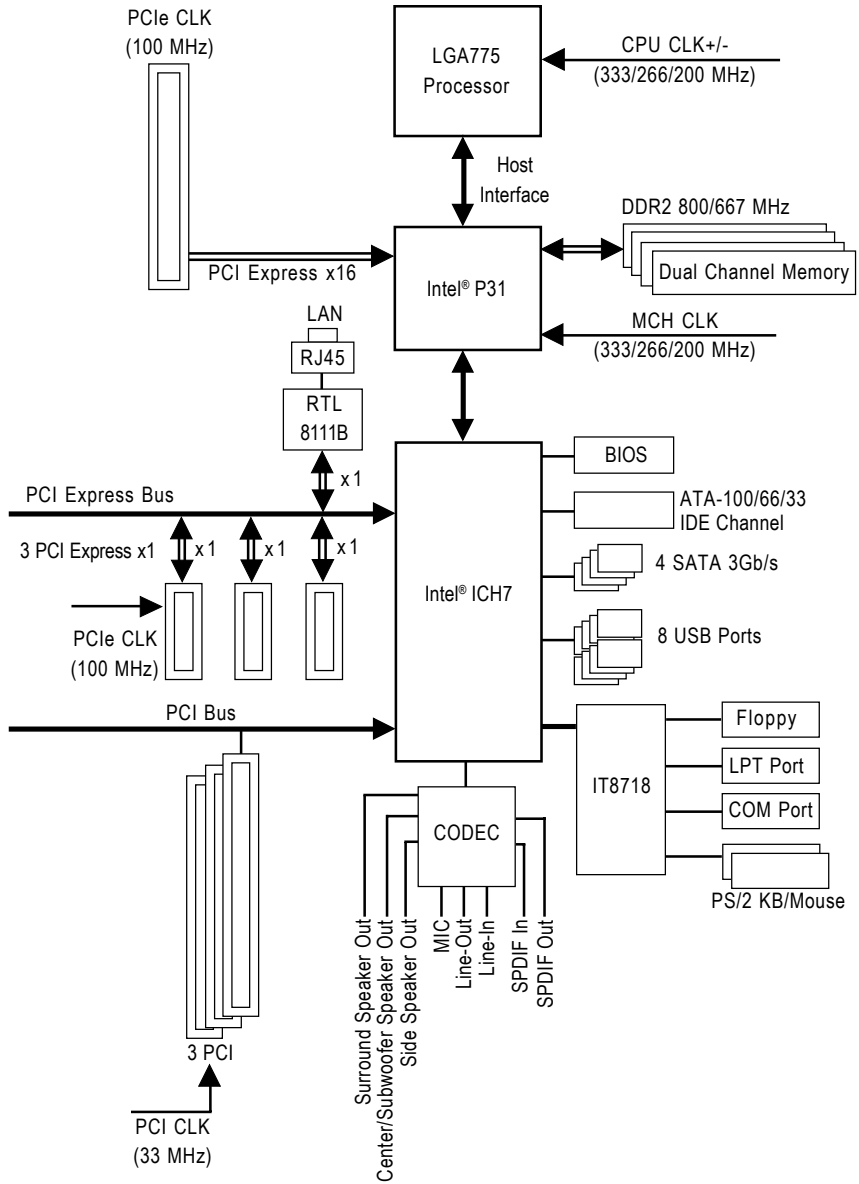 PCIe CLK
(100 MHz)
LGA775
Processor
CPU CLK+/-
(333/266/200 MHz)
Host
Interface
DDR2 800/667 MHz
Dual Channel Memory
PCI Express x16
Intel® P31
MCH CLK
(333/266/200 MHz)
LAN
RJ45
RTL
8111B
x1
PCI Express Bus
3 PCI Express x1
x1
x1
x1
PCIe CLK
(100 MHz)
Intel® ICH7
BIOS
ATA-100/66/33
IDE Channel
4 SATA 3Gb/s
8 USB Ports
PCI Bus
IT8718
Floppy
LPT Port
COM Port
PS/2 KB/Mouse
CODEC
Surround Speaker Out
Center/Subwoofer Speaker Out
Side Speaker Out
MIC
Line-Out
Line-In
SPDIF In
SPDIF Out
3 PCI
PCI CLK
(33 MHz)